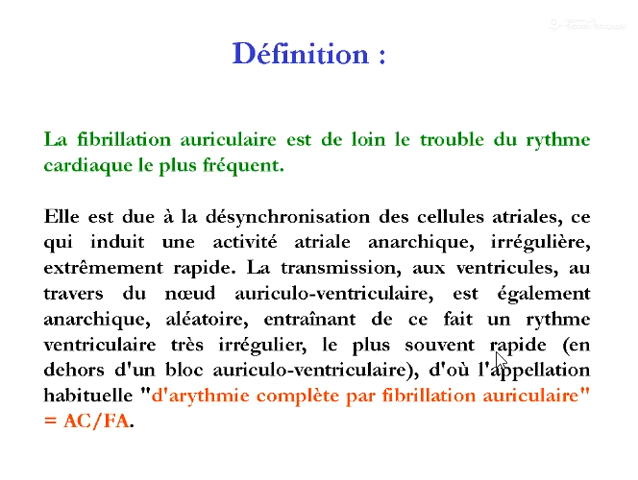 Définition :
La fibrillation auriculaire est de loin le trouble du rythme
cardiaque le plus fréquent.
Elle est due à la désynchronisation des cellules atriales, ce
qui induit une activité atriale anarchique, irrégulière,
extrêmement rapide. La transmission, aux ventricules, au
travers du nœud auriculo-ventriculaire, est également
anarchique, aléatoire, entraînant de ce fait un rythme
ventriculaire très irrégulier, le plus souvent rapide (en
dehors d'un bloc auriculo-ventriculaire), d'où l'appellation
habituelle "d'arythmie complète par fibrillation auriculaire"
= AC/FA.